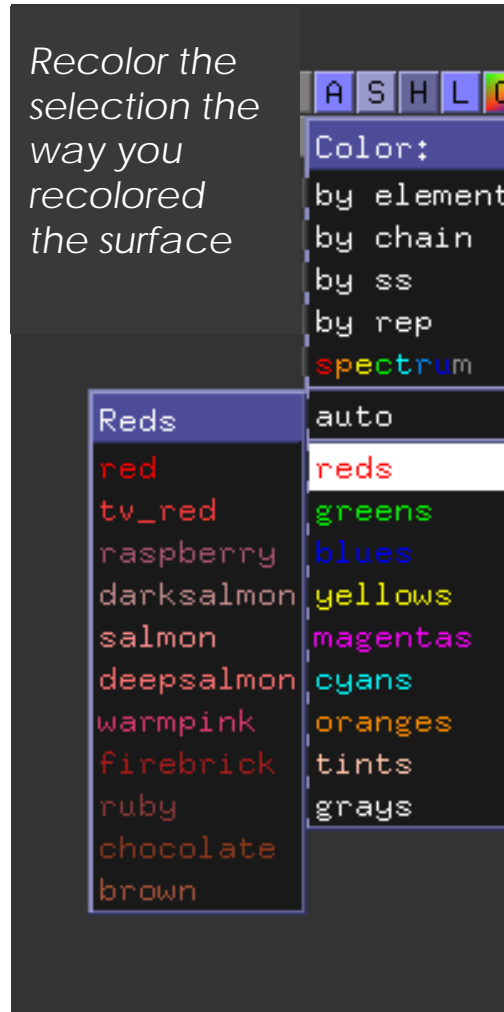 Recolor the
selection the
way you
recolored
the surface
A S H L C
Color:
by element
by chain
by ss
by rep
spectrum
auto
reds
greens
blues
yellows
magentas
cyans
oranges
tints
grays
Reds
red
tv_red
raspberry
darksalmon
salmon
deepsalmon
warmpink
firebrick
ruby
chocolate
brown